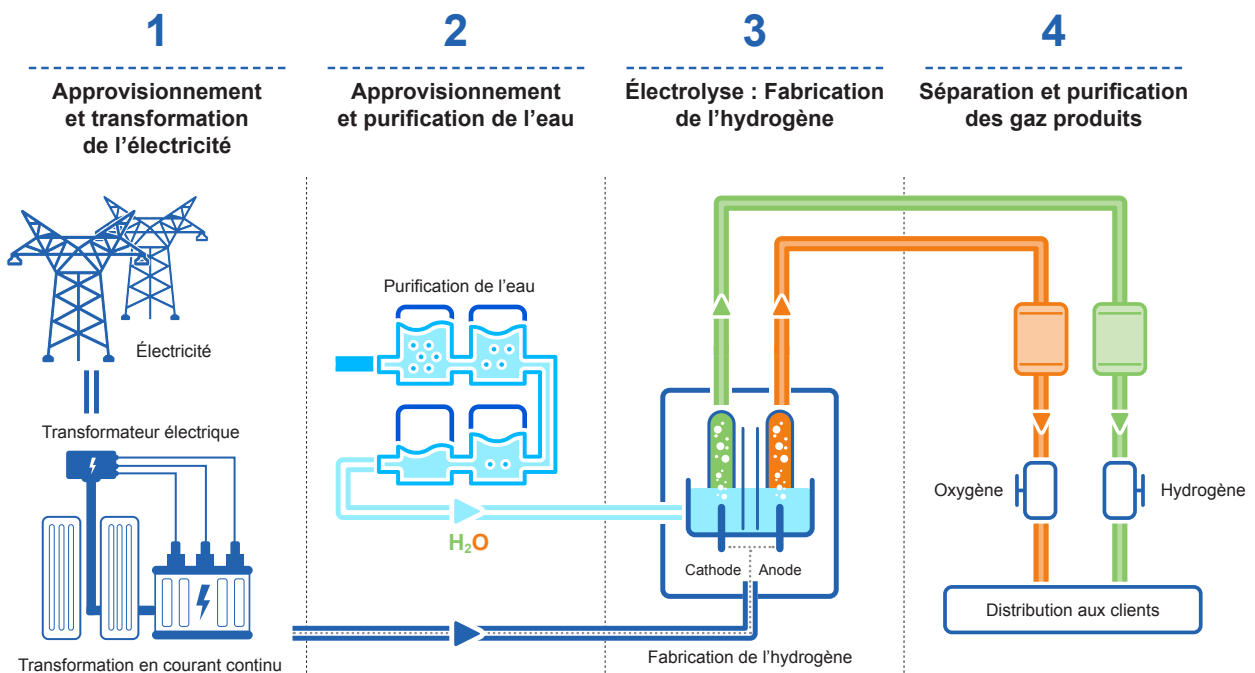 1
Approvisionnement
et transformation
de l’électricité
Électricité
Transformateur électrique
Transformation en courant continu
2
Approvisionnement
et purification de l’eau
Purification de l’eau
H₂O
3
Électrolyse : Fabrication
de l’hydrogène
Cathode
Anode
Fabrication de l’hydrogène
4
Séparation et purification
des gaz produits
Oxygène
Hydrogène
Distribution aux clients